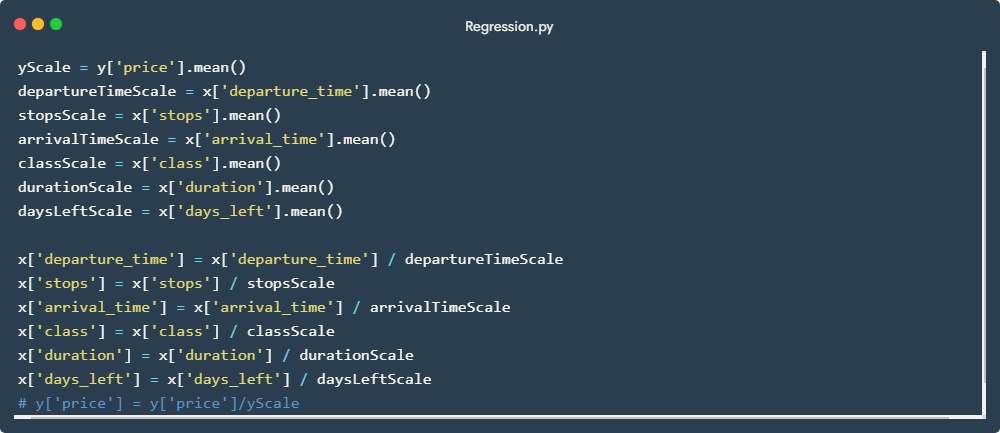 Regression.py
yScale = y['price'].mean()
departureTimeScale = x['departure_time'].mean()
stopsScale = x['stops'].mean()
arrivalTimeScale = x['arrival_time'].mean()
classScale = x['class'].mean()
durationScale = x['duration'].mean()
daysLeftScale = x['days_left'].mean()

x['departure_time'] = x['departure_time'] / departureTimeScale
x['stops'] = x['stops'] / stopsScale
x['arrival_time'] = x['arrival_time'] / arrivalTimeScale
x['class'] = x['class'] / classScale
x['duration'] = x['duration'] / durationScale
x['days_left'] = x['days_left'] / daysLeftScale
# y['price'] = y['price']/yScale